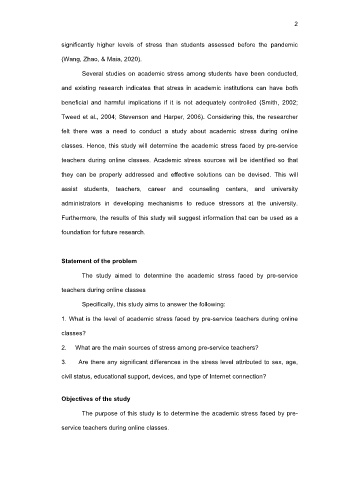 2
significantly higher levels of stress than students assessed before the pandemic
(Wang, Zhao, & Maia, 2020).
Several studies on academic stress among students have been conducted,
and existing research indicates that stress in academic institutions can have both
beneficial and harmful implications if it is not adequately controlled (Smith, 2002;
Tweed et al., 2004; Stevenson and Harper, 2006). Considering this, the researcher
felt there was a need to conduct a study about academic stress during online
classes. Hence, this study will determine the academic stress faced by pre-service
teachers during online classes. Academic stress sources will be identified so that
they can be properly addressed and effective solutions can be devised. This will
assist students, teachers, career and counseling centers, and university
administrators in developing mechanisms to reduce stressors at the university.
Furthermore, the results of this study will suggest information that can be used as a
foundation for future research.
Statement of the problem
The study aimed to determine the academic stress faced by pre-service
teachers during online classes
Specifically, this study aims to answer the following:
1. What is the level of academic stress faced by pre-service teachers during online
classes?
2. What are the main sources of stress among pre-service teachers?
3. Are there any significant differences in the stress level attributed to sex, age,
civil status, educational support, devices, and type of Internet connection?
Objectives of the study
The purpose of this study is to determine the academic stress faced by pre-
service teachers during online classes.